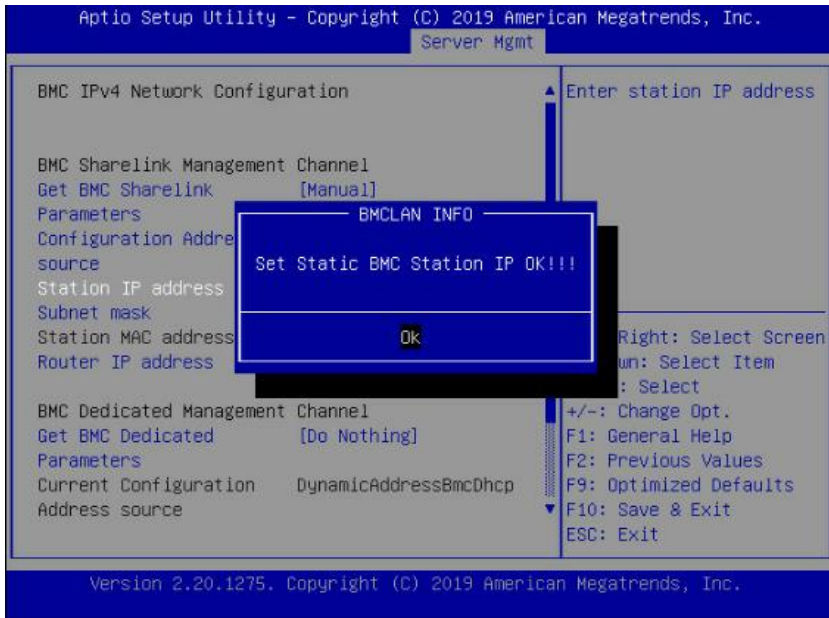 Aptio Setup Utility – Copyright (C) 2019 American Megatrends, Inc.
Server Mgmt
BMC IPv4 Network Configuration
Enter station IP address
BMC Sharelink Management Channel
Get BMC Sharelink [Manual]
Parameters
Configuration Addre
source
Station IP address
Subnet mask
Station MAC address
Router IP address
BMCLAN INFO
Set Static BMC Station IP OK!!!
Ok
BMC Dedicated Management Channel
Get BMC Dedicated [Do Nothing]
Parameters
Current Configuration DynamicAddressBmcDhcp
Address source
Right: Select Screen
wn: Select Item
: Select
+/-: Change Opt.
F1: General Help
F2: Previous Values
F9: Optimized Defaults
F10: Save & Exit
ESC: Exit
Version 2.20.1275. Copyright (C) 2019 American Megatrends, Inc.